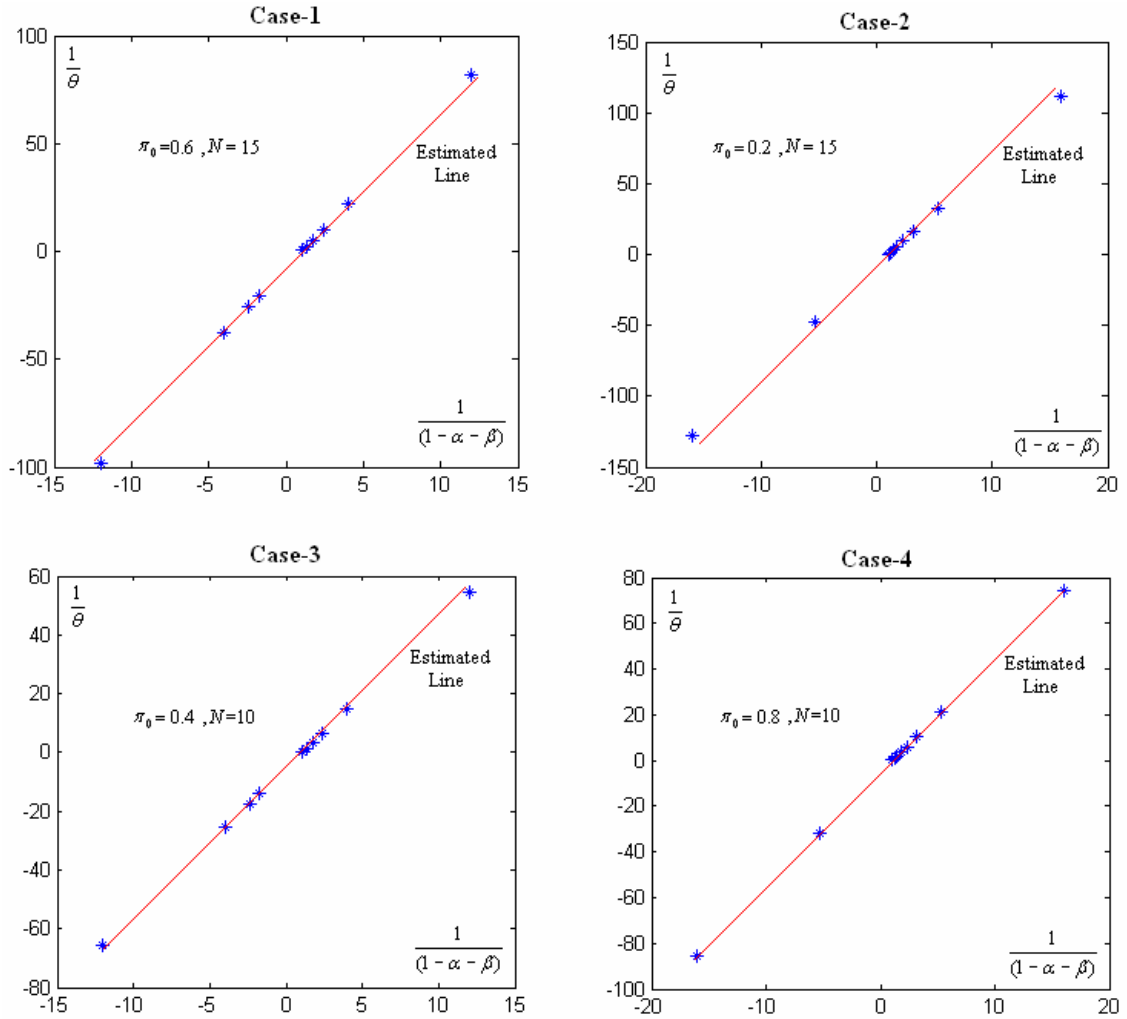 Case-1
100
50
0
-50
-100
-15
-10
-5
0
5
10
15
1
θ
π₀=0.6 , N = 15
Estimated
Line
1
(1 - α - β)
Case-2
150
100
50
0
-50
-100
-150
-20
-10
0
10
20
1
θ
π₀=0.2 , N = 15
Estimated
Line
1
(1 - α - β)
Case-3
60
40
20
0
-20
-40
-60
-80
-15
-10
-5
0
5
10
15
1
θ
π₀=0.4 , N=10
Estimated
Line
1
(1 - α - β)
Case-4
80
60
40
20
0
-20
-40
-60
-80
-100
-20
-10
0
10
20
1
θ
π₀=0.8 , N=10
Estimated
Line
1
(1 - α - β)